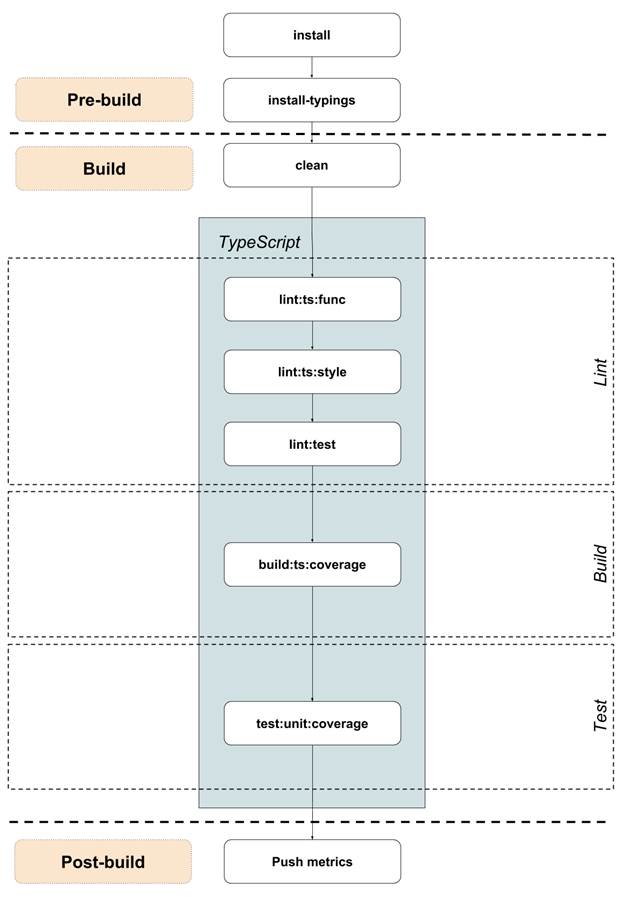 install
Pre-build
install-typings
Build
clean
TypeScript
lint:ts:func
lint:ts:style
Lint
lint:test
build:ts:coverage
Build
test:unit:coverage
Test
Post-build
Push metrics